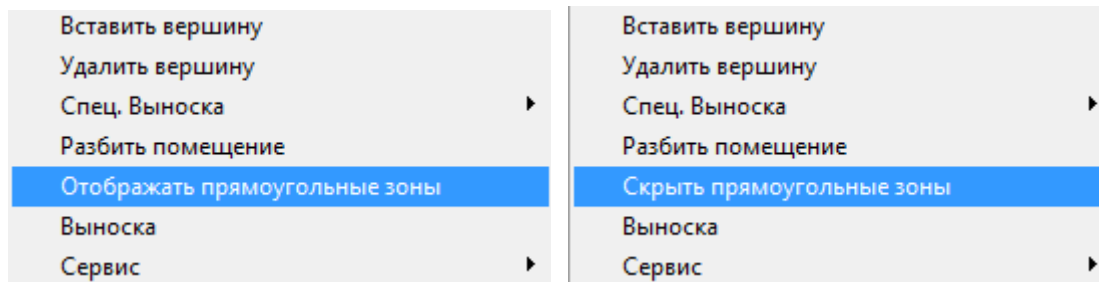 Вставить вершину
Удалить вершину
Спец. Выноска
Разбить помещение
Отображать прямоугольные зоны
Выноска
Сервис
Вставить вершину
Удалить вершину
Спец. Выноска
Разбить помещение
Скрыть прямоугольные зоны
Выноска
Сервис